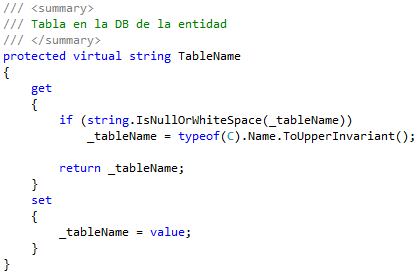 /// <summary>
/// Tabla en la DB de la entidad
/// </summary>
protected virtual string TableName
{
    get
    {
        if (string.IsNullOrWhiteSpace(_tableName))
            _tableName = typeof(C).Name.ToUpperInvariant();

        return _tableName;
    }
    set
    {
        _tableName = value;
    }
}